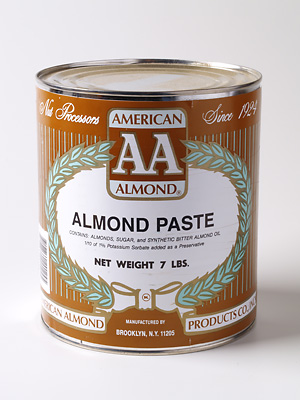 Nut Processors
Since 1924
AMERICAN
AA
ALMOND®
ALMOND PASTE
CONTAINS: ALMONDS, SUGAR, and SYNTHETIC BITTER ALMOND OIL
1/10 of 1% Potassium Sorbate added as a Preservative
NET WEIGHT 7 LBS.
RICAN ALMOND
PRODUCTS CO., INC.
MANUFACTURED BY
BROOKLYN, N.Y. 11205